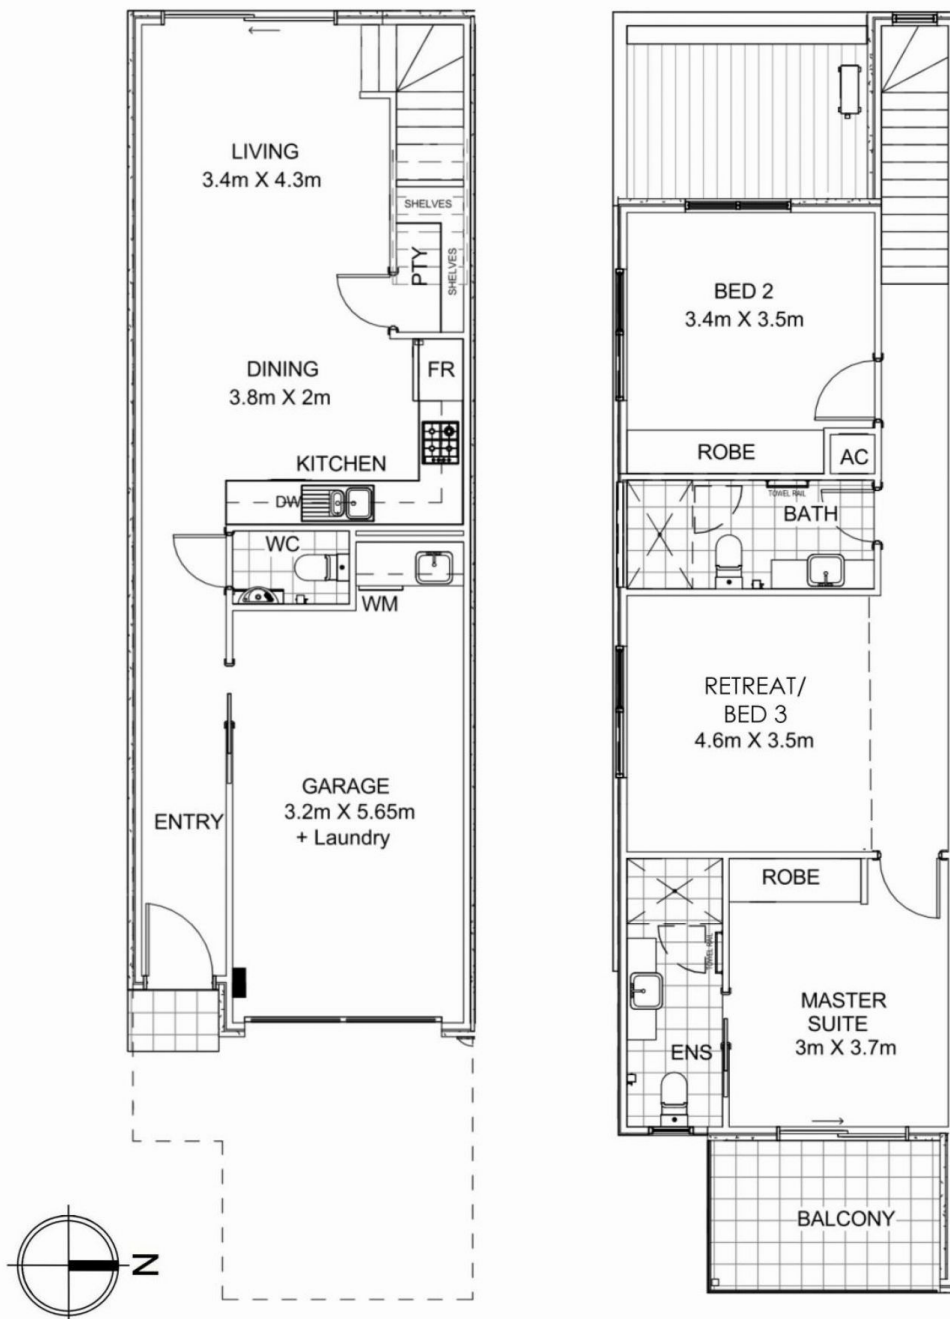 LIVING
3.4m X 4.3m
SHELVES
SHELVES
PTY
DINING
3.8m X 2m
FR
KITCHEN
DW
WC
WM
GARAGE
3.2m X 5.65m
+ Laundry
ENTRY
N
BED 2
3.4m X 3.5m
ROBE
AC
TOWEL RAIL
BATH
RETREAT/
BED 3
4.6m X 3.5m
ROBE
TOWEL RAIL
MASTER
SUITE
3m X 3.7m
ENS
BALCONY